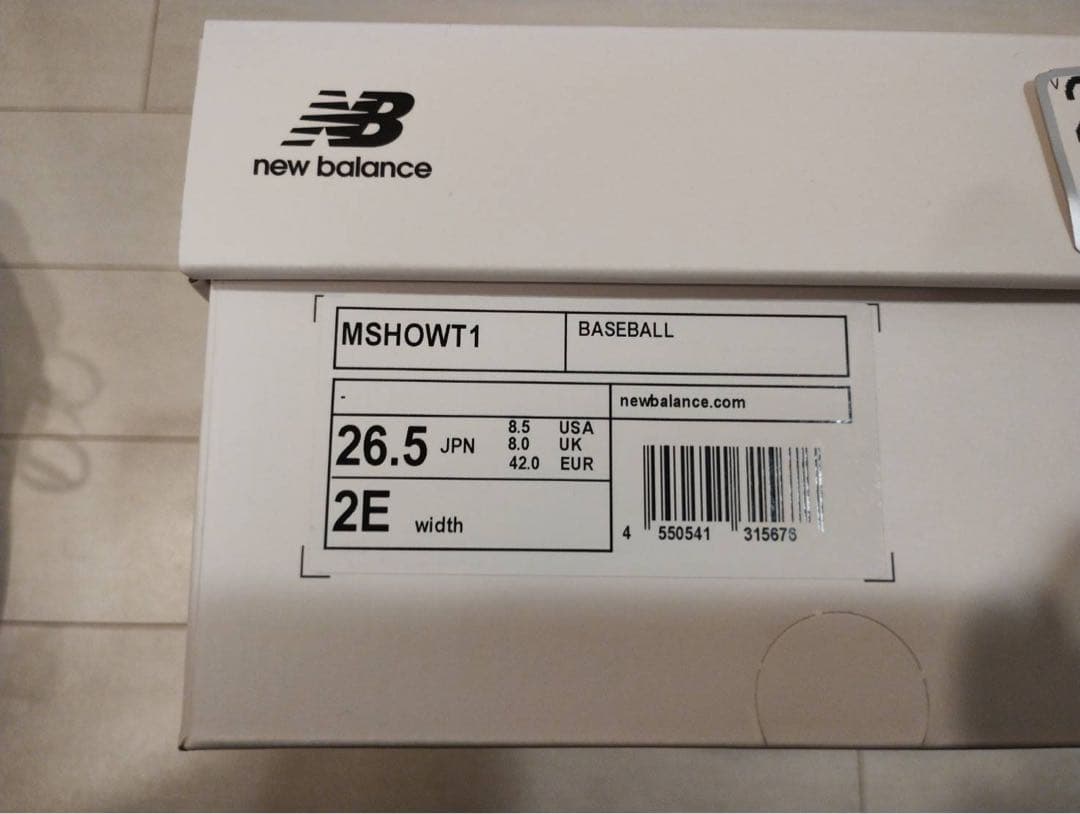 NB
new balance
MSHOWT1
BASEBALL
-
newbalance.com
26.5 JPN
8.5 USA
8.0 UK
42.0 EUR
2E width
4 550541 315676